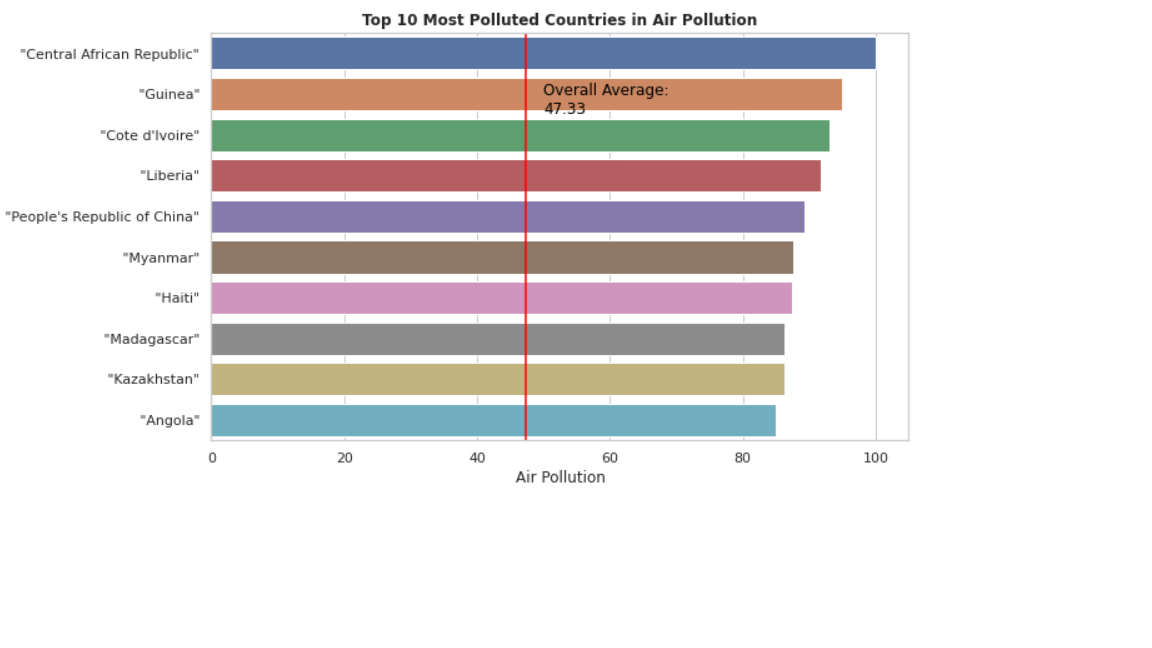 Top 10 Most Polluted Countries in Air Pollution
"Central African Republic"
"Guinea"
Overall Average:
47.33
"Cote d'Ivoire"
"Liberia"
"People's Republic of China"
"Myanmar"
"Haiti"
"Madagascar"
"Kazakhstan"
"Angola"
0 20 40 60 80 100
Air Pollution